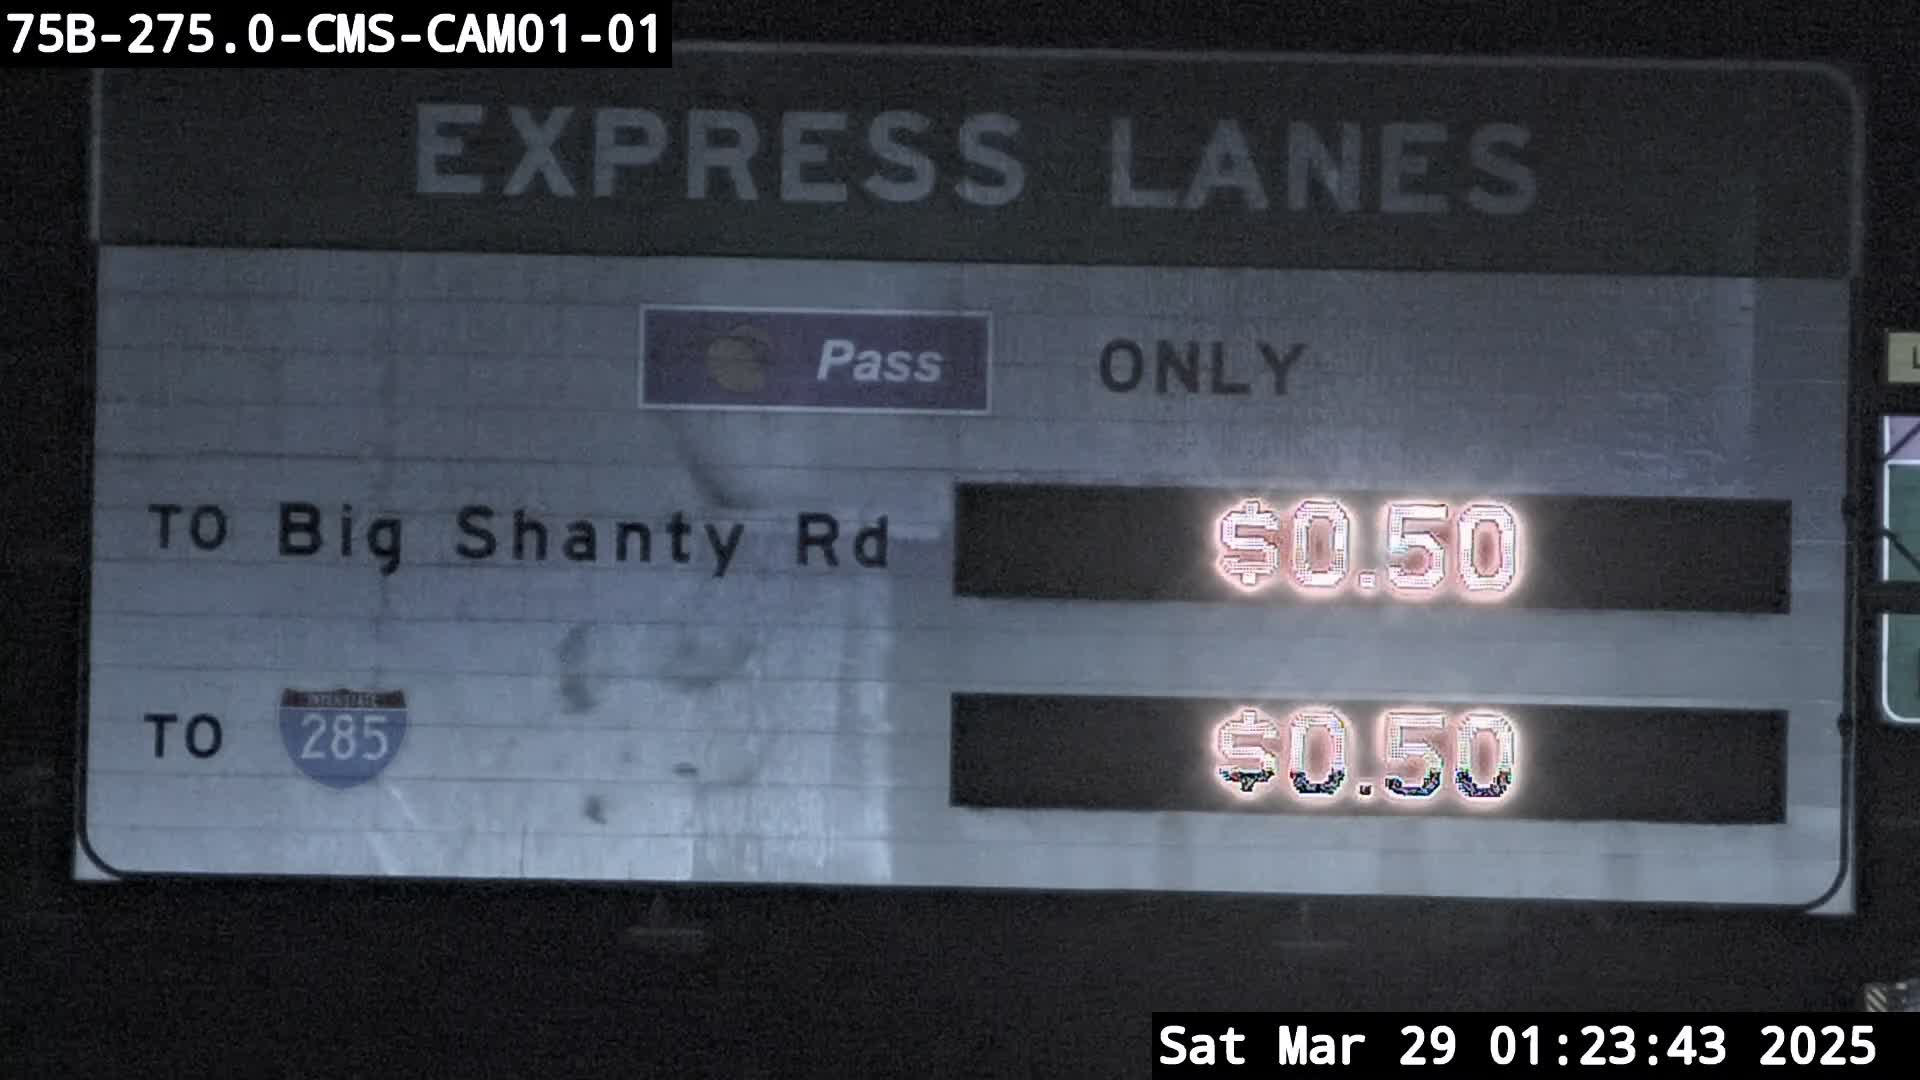 75B-275.0-CMS-CAM01-01
EXPRESS LANES
Pass ONLY
TO Big Shanty Rd $0.50
INTERSTATE
TO 285 $0.50
Sat Mar 29 01:23:43 2025